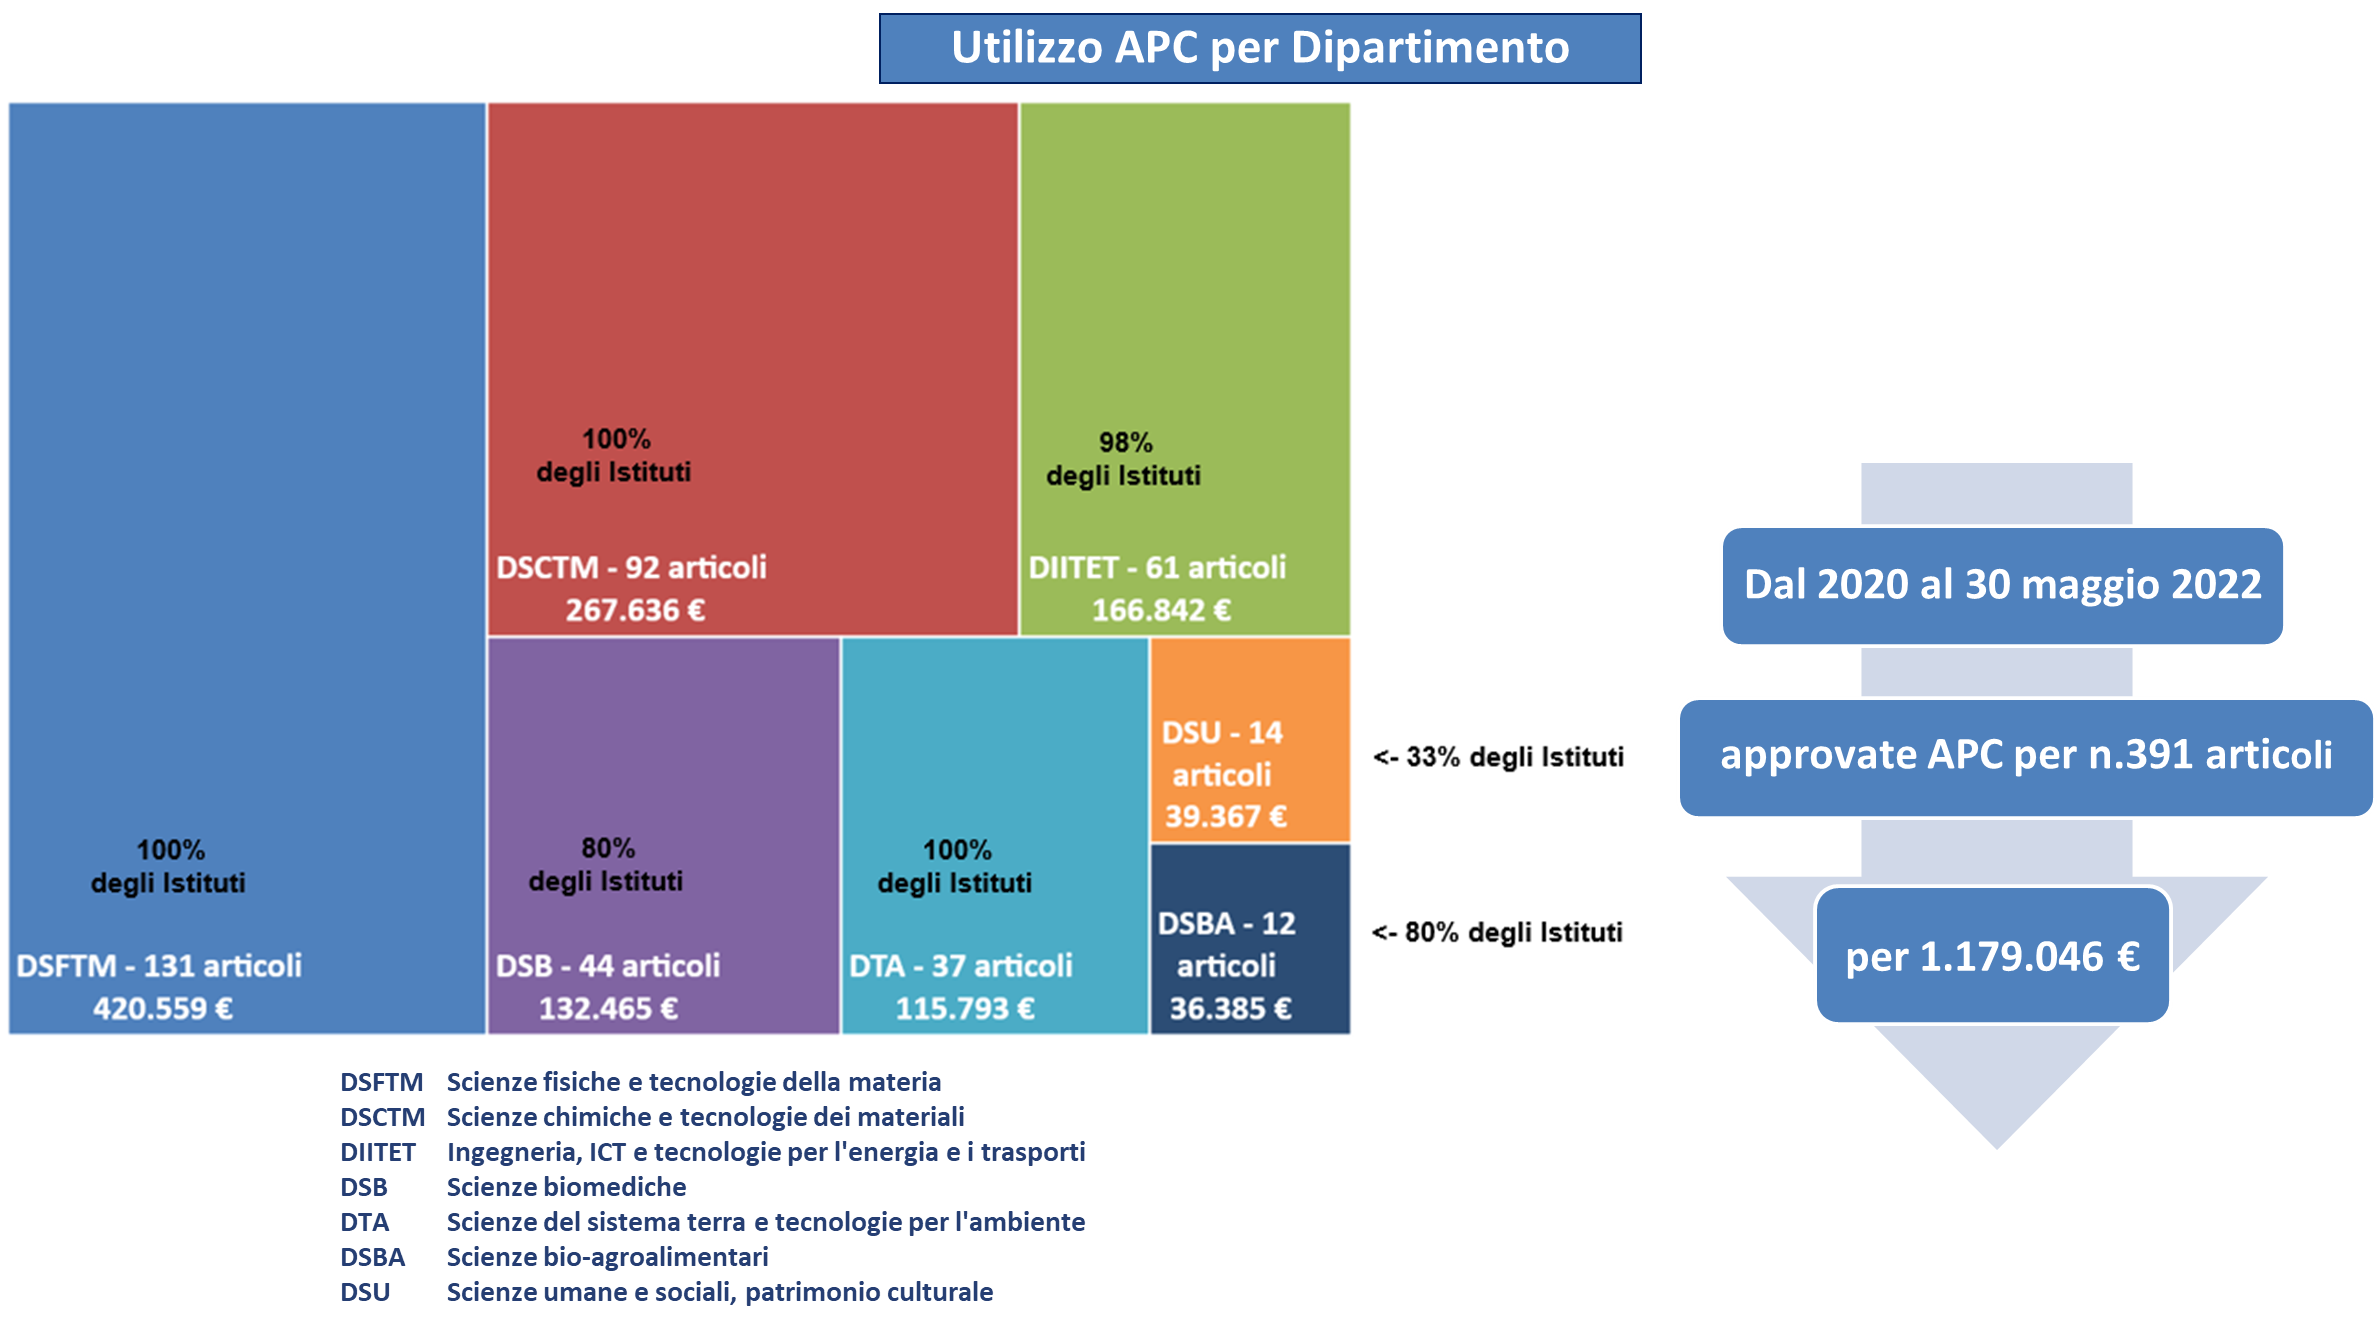 Utilizzo APC per Dipartimento
100%
degli Istituti
DSFTM - 131 articoli
420.559 €
100%
degli Istituti
DSCTM - 92 articoli
267.636 €
98%
degli Istituti
DIITET - 61 articoli
166.842 €
80%
degli Istituti
DSB - 44 articoli
132.465 €
100%
degli Istituti
DTA - 37 articoli
115.793 €
DSU - 14
articoli
39.367 €
<- 33% degli Istituti
DSBA - 12
articoli
36.385 €
<- 80% degli Istituti
Dal 2020 al 30 maggio 2022
approvate APC per n.391 articoli
per 1.179.046 €
DSFTM Scienze fisiche e tecnologie della materia
DSCTM Scienze chimiche e tecnologie dei materiali
DIITET Ingegneria, ICT e tecnologie per l'energia e i trasporti
DSB Scienze biomediche
DTA Scienze del sistema terra e tecnologie per l'ambiente
DSBA Scienze bio-agroalimentari
DSU Scienze umane e sociali, patrimonio culturale